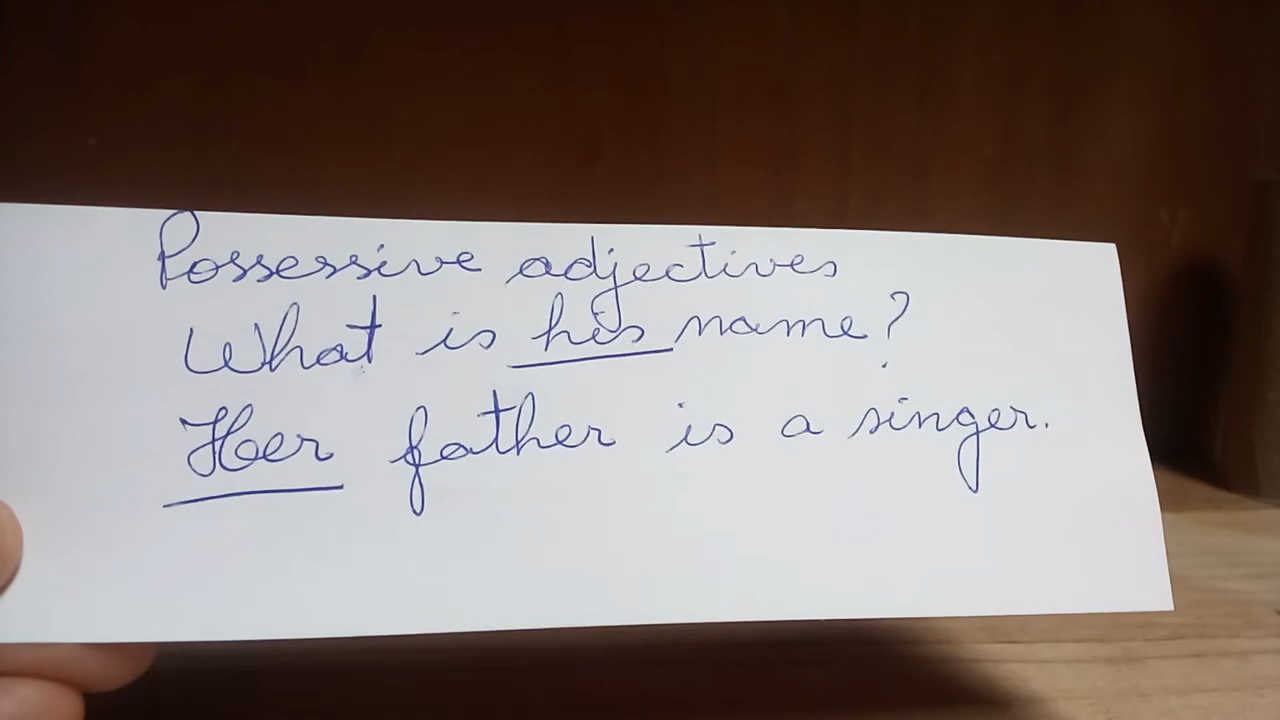 Possessive adjectives
What is his name?
Her father is a singer.